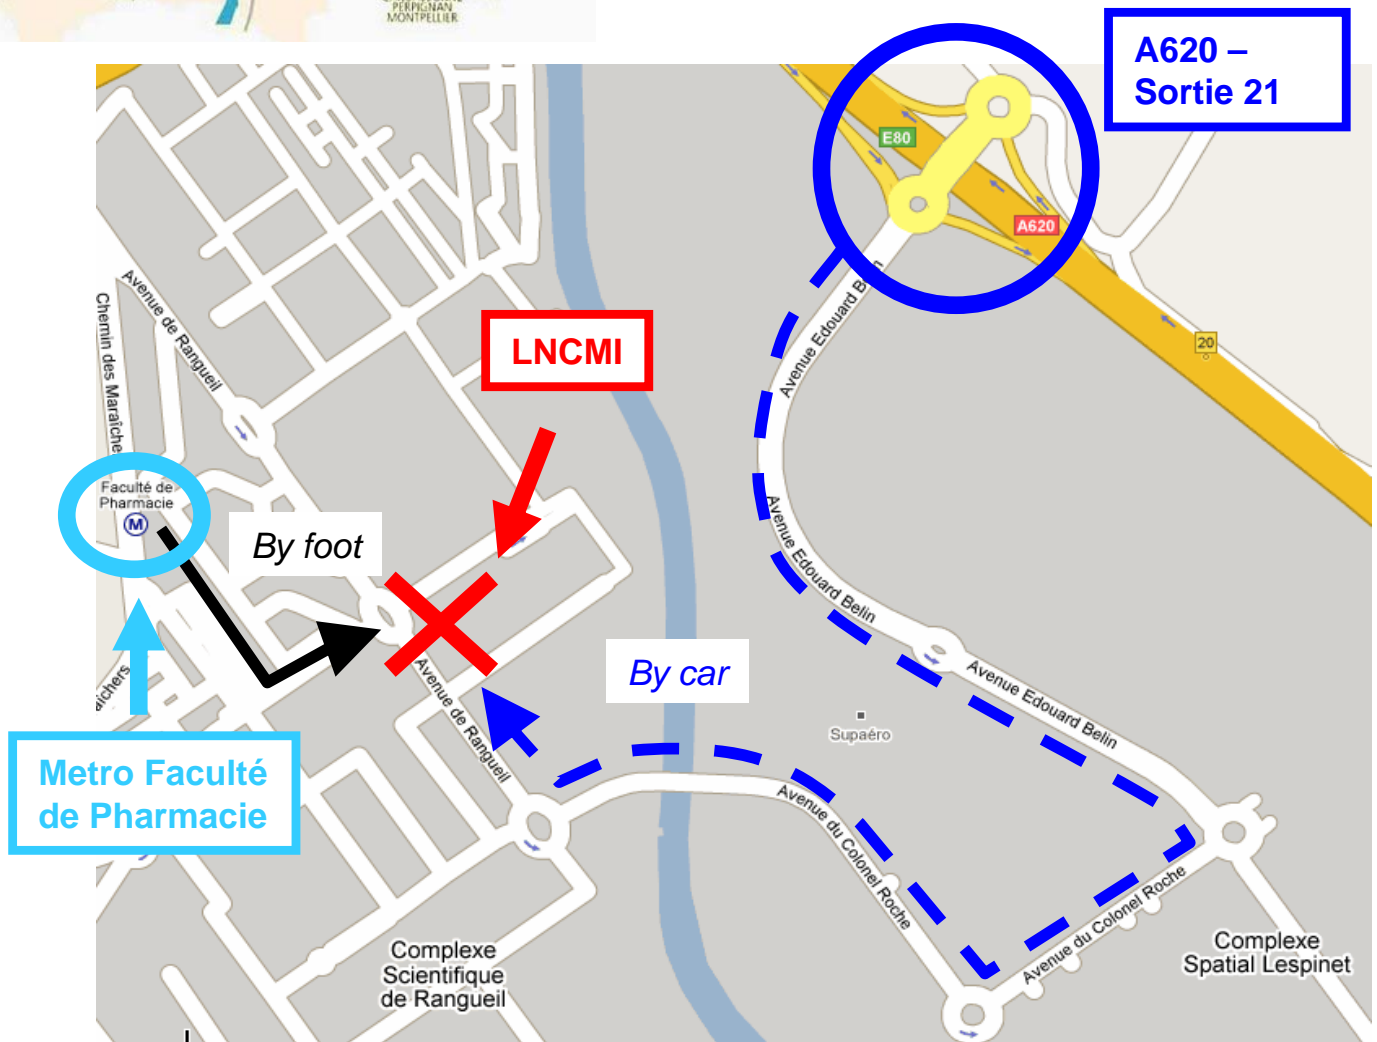 PERPIGNAN
MONTPELLIER
A620 –
Sortie 21
E80
A620
20
Avenue de Rangueil
Chemin des Maraîche
Avenue Edouard B
LNCMI
Faculté de
Pharmacie
M
By foot
Avenue Edouard Belin
By car
Avenue Edouard Belin
Supaéro
aîchers
Avenue de Rangueil
Metro Faculté
de Pharmacie
Avenue du Colonel Roche
Avenue du Colonel Roche
Complexe
Scientifique
de Rangueil
Complexe
Spatial Lespinet